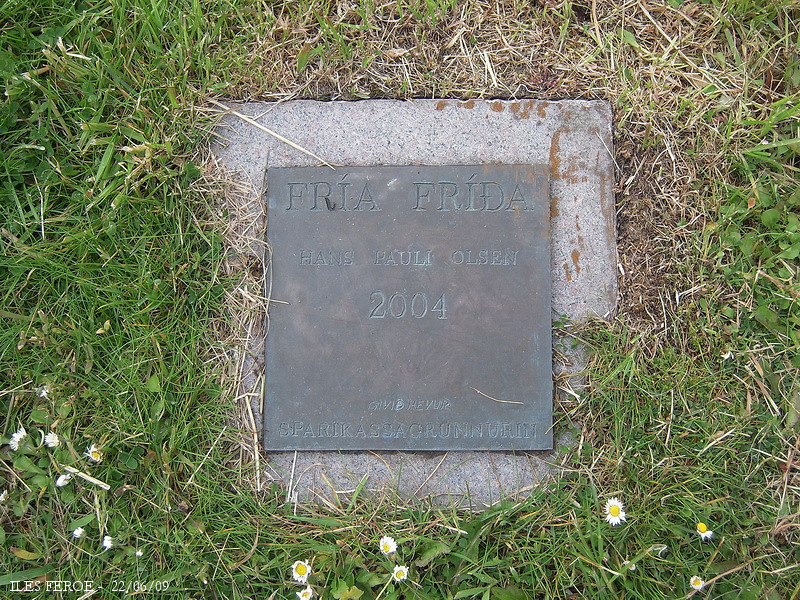 FRÍA FRÍÐA
HANS PAULI OLSEN
2004
GIVIÐ HEVUR
SPARIKASSAGRUNNURIN
ILES FEROE - 22/06/09